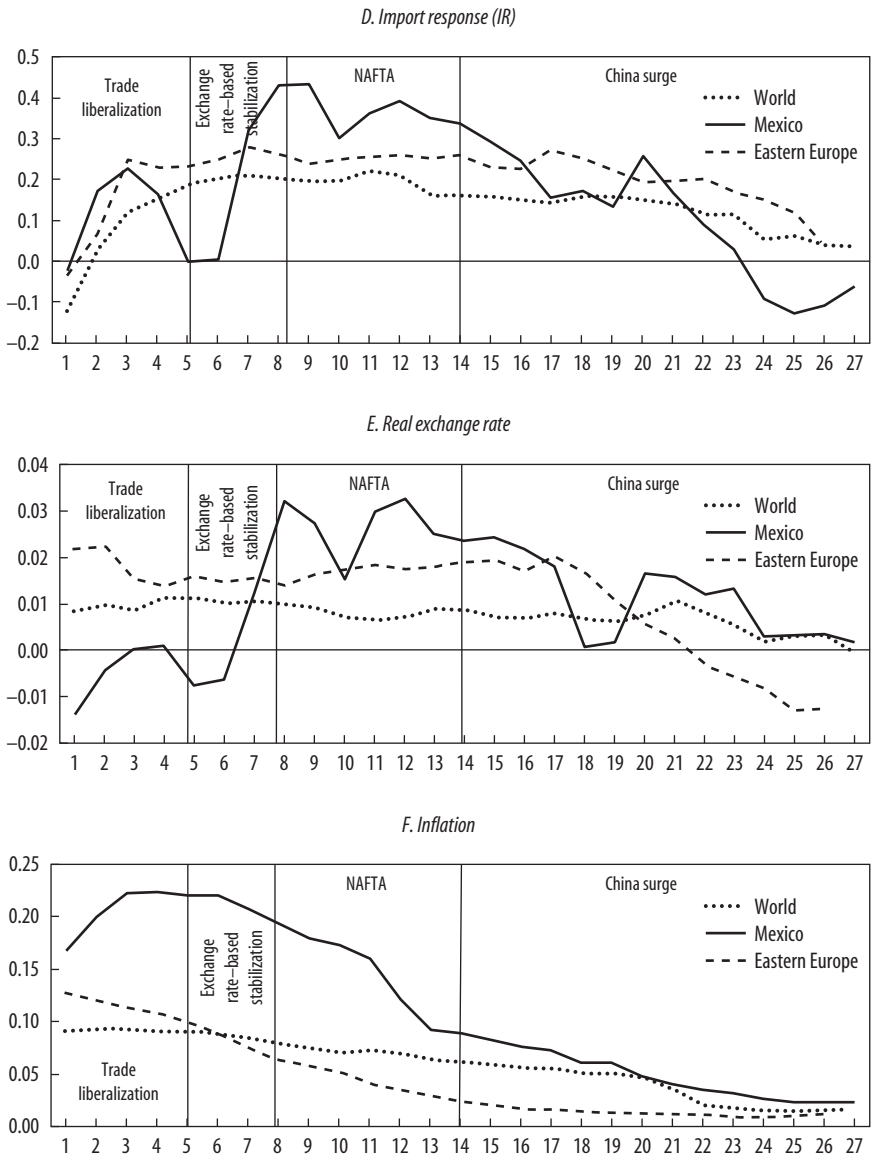 D. Import response (IR)
0.5
0.4
0.3
0.2
0.1
0.0
–0.1
–0.2
Trade
liberalization
Exchange
rate–based
stabilization
NAFTA
China surge
World
Mexico
Eastern Europe
1 2 3 4 5 6 7 8 9 10 11 12 13 14 15 16 17 18 19 20 21 22 23 24 25 26 27
E. Real exchange rate
0.04
0.03
0.02
0.01
0.00
–0.01
–0.02
Trade
liberalization
Exchange
rate–based
stabilization
NAFTA
China surge
World
Mexico
Eastern Europe
1 2 3 4 5 6 7 8 9 10 11 12 13 14 15 16 17 18 19 20 21 22 23 24 25 26 27
F. Inflation
0.25
0.20
0.15
0.10
0.05
0.00
Trade
liberalization
Exchange
rate–based
stabilization
NAFTA
China surge
World
Mexico
Eastern Europe
1 2 3 4 5 6 7 8 9 10 11 12 13 14 15 16 17 18 19 20 21 22 23 24 25 26 27